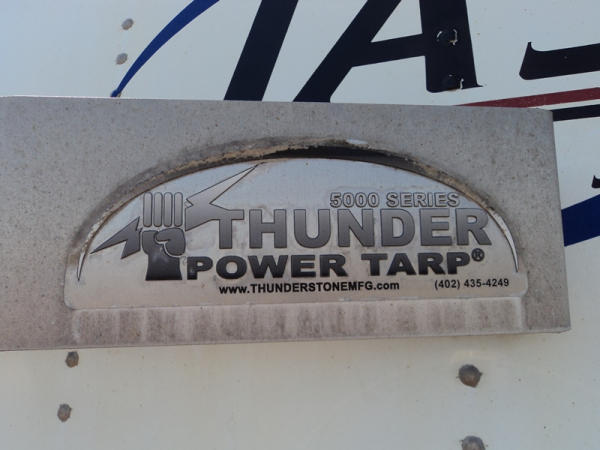 5000 SERIES
THUNDER
POWER TARP®
www.THUNDERSTONEMFG.com (402) 435-4249